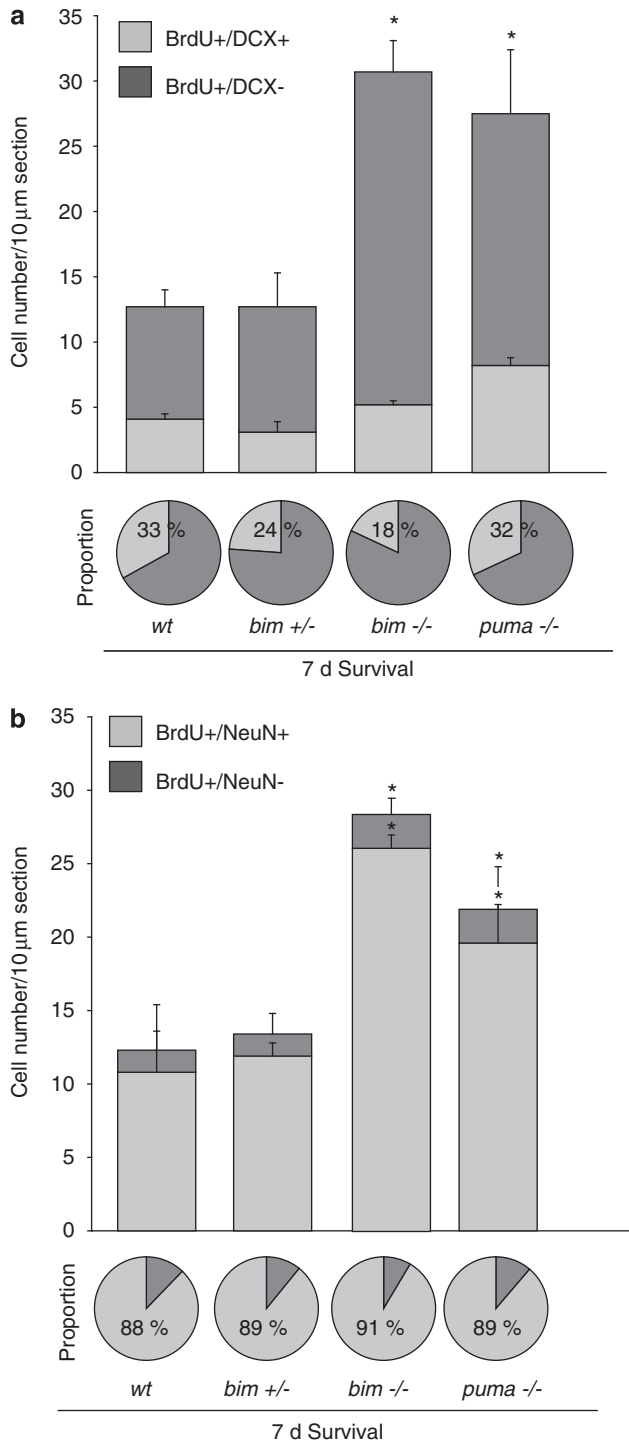 a
35
30
25
20
15
10
5
0
Cell number/10 µm section
BrdU+/DCX+
BrdU+/DCX-
*
*
Proportion
33 %
24 %
18 %
32 %
wt
bim +/-
bim -/-
puma -/-
7 d Survival
b
35
30
25
20
15
10
5
0
Cell number/10 µm section
BrdU+/NeuN+
BrdU+/NeuN-
*
*
*
*
Proportion
88 %
89 %
91 %
89 %
wt
bim +/-
bim -/-
puma -/-
7 d Survival